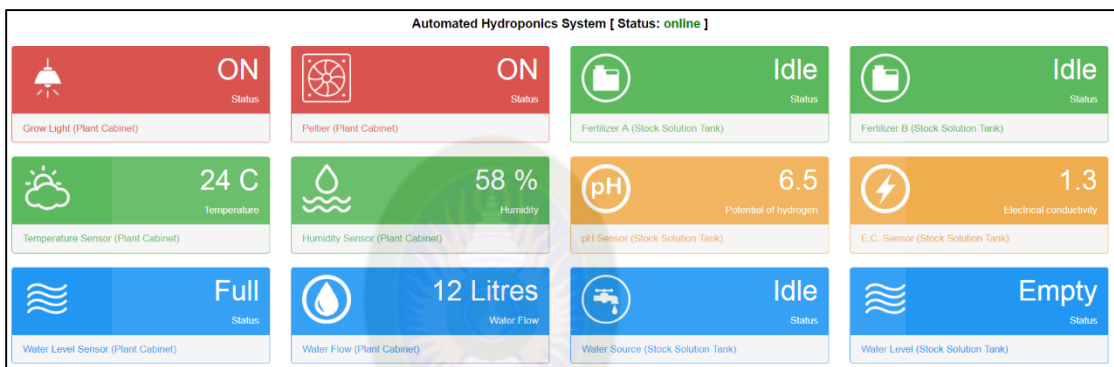 Automated Hydroponics System [ Status: online ]
ON
Status
Grow Light (Plant Cabinet)
ON
Status
Peltier (Plant Cabinet)
Idle
Status
Fertilizer A (Stock Solution Tank)
Idle
Status
Fertilizer B (Stock Solution Tank)
24 C
Temperature
Temperature Sensor (Plant Cabinet)
58 %
Humidity
Humidity Sensor (Plant Cabinet)
pH
6.5
Potential of hydrogen
pH Sensor (Stock Solution Tank)
1.3
Electrical conductivity
E.C. Sensor (Stock Solution Tank)
Full
Status
Water Level Sensor (Plant Cabinet)
12 Litres
Water Flow
Water Flow (Plant Cabinet)
Idle
Status
Water Source (Stock Solution Tank)
Empty
Status
Water Level (Stock Solution Tank)